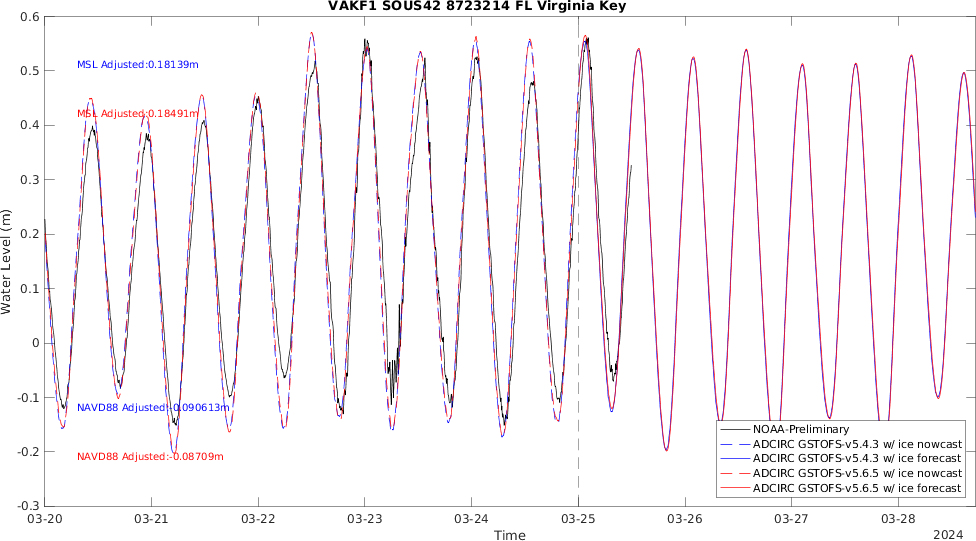 VAKF1 SOUS42 8723214 FL Virginia Key
Water Level (m)
0.6
0.5
0.4
0.3
0.2
0.1
0
-0.1
-0.2
-0.3
MSL Adjusted:0.18139m
MSL Adjusted:0.18491m
NAVD88 Adjusted:-0.090613m
NAVD88 Adjusted:-0.08709m
NOAA-Preliminary
ADCIRC GSTOFS-v5.4.3 w/ ice nowcast
ADCIRC GSTOFS-v5.4.3 w/ ice forecast
ADCIRC GSTOFS-v5.6.5 w/ ice nowcast
ADCIRC GSTOFS-v5.6.5 w/ ice forecast
03-20 03-21 03-22 03-23 03-24 03-25 03-26 03-27 03-28
Time
2024